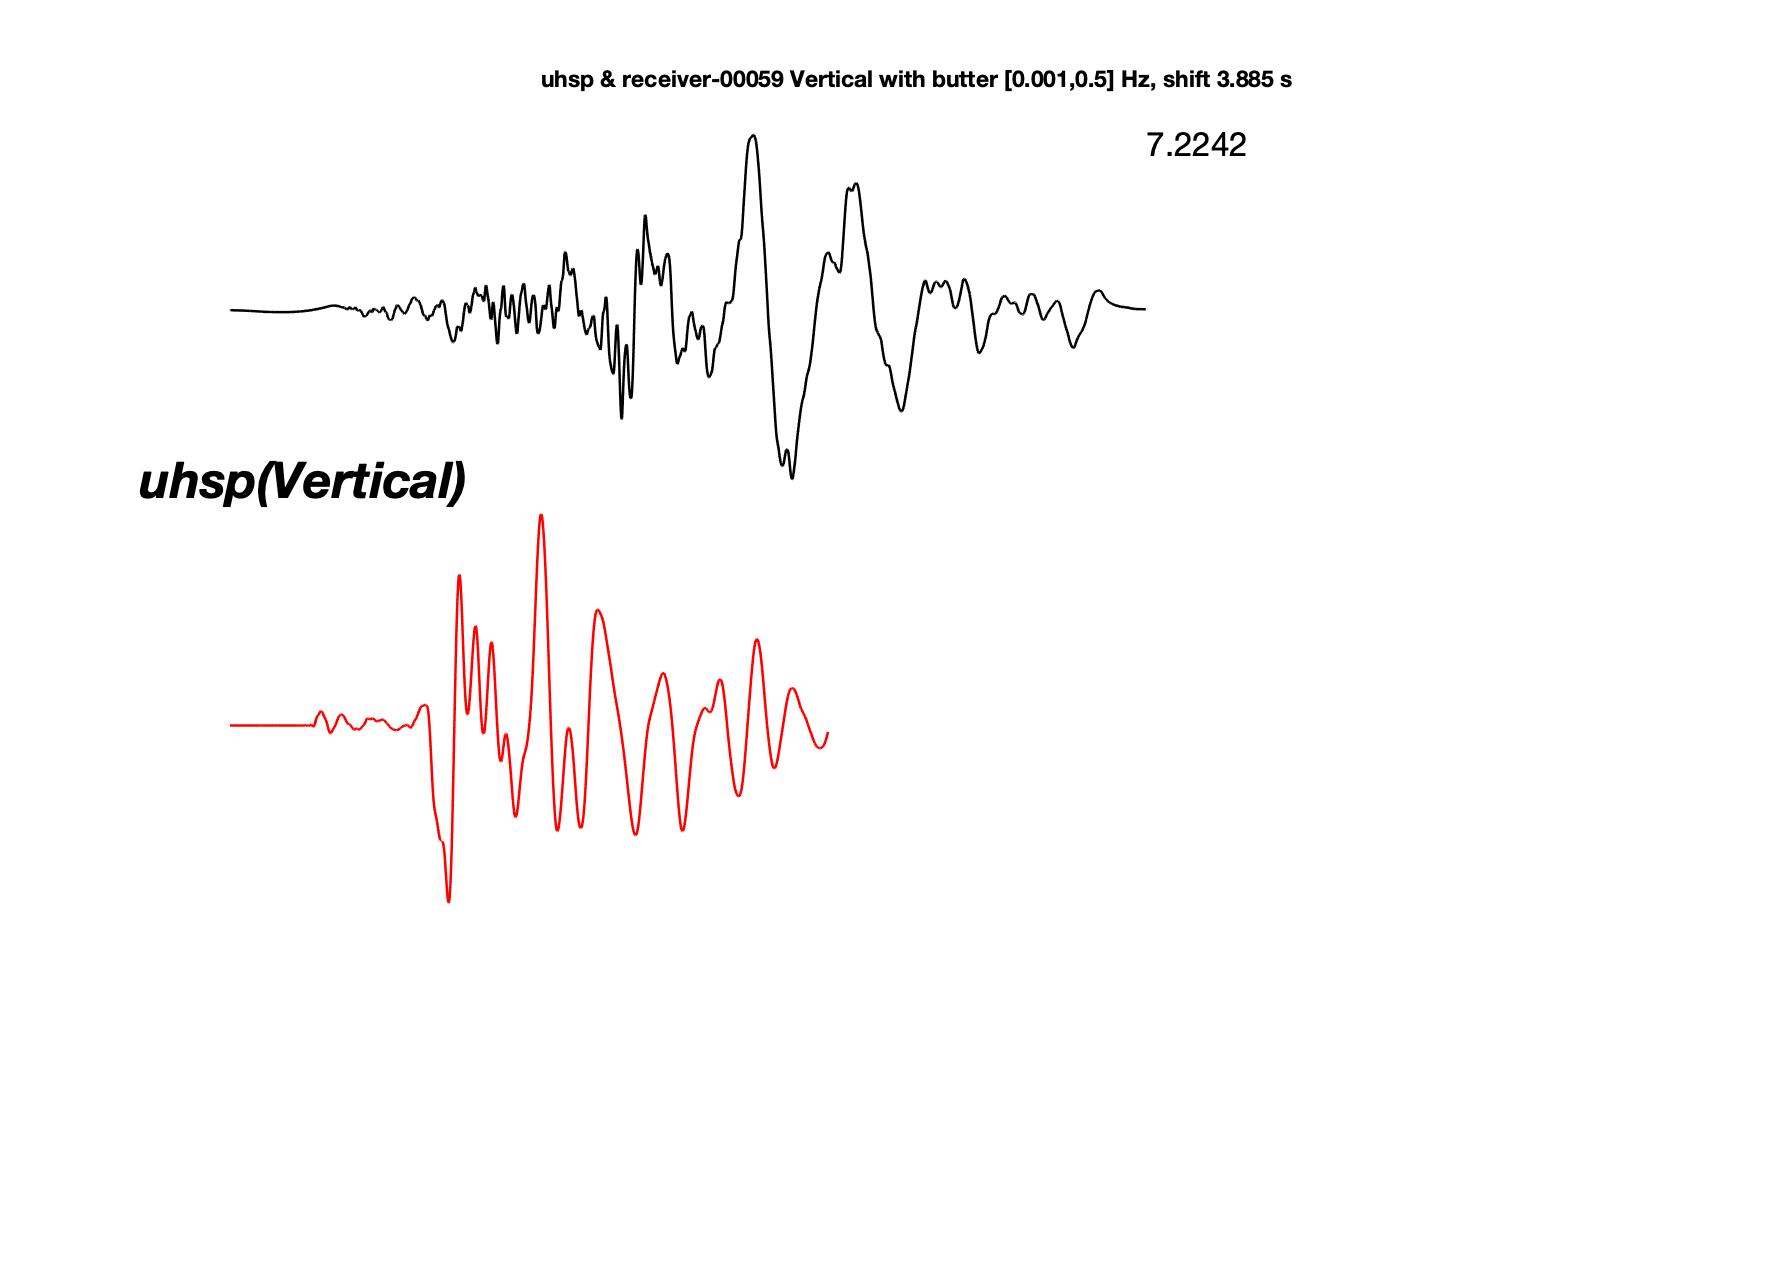 uhsp & receiver-00059 Vertical with butter [0.001,0.5] Hz, shift 3.885 s
7.2242
uhsp(Vertical)